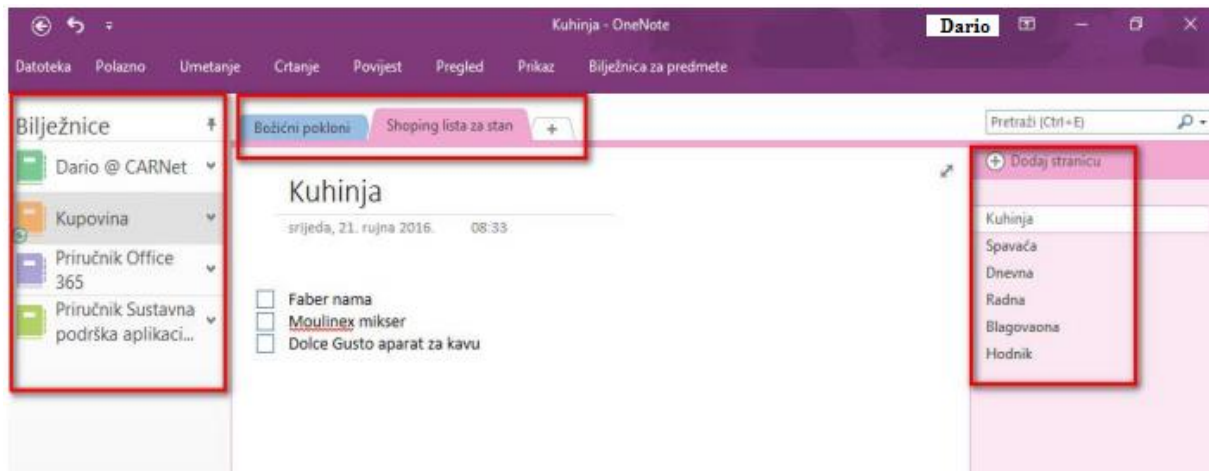 Kuhinja - OneNote
Dario
Datoteka Polazno Umetanje Crtanje Povijest Pregled Prikaz Bilježnica za predmete
Bilježnice
Dario @ CARNet
Kupovina
Priručnik Office
365
Priručnik Sustavna
podrška aplikaci...
Božićni pokloni
Shoping lista za stan
+
Kuhinja
srijeda, 21. rujna 2016. 08:33
Faber nama
Moulinex mikser
Dolce Gusto aparat za kavu
Pretraži (Ctrl+E)
Dodaj stranicu
Kuhinja
Spavaća
Dnevna
Radna
Blagovaona
Hodnik